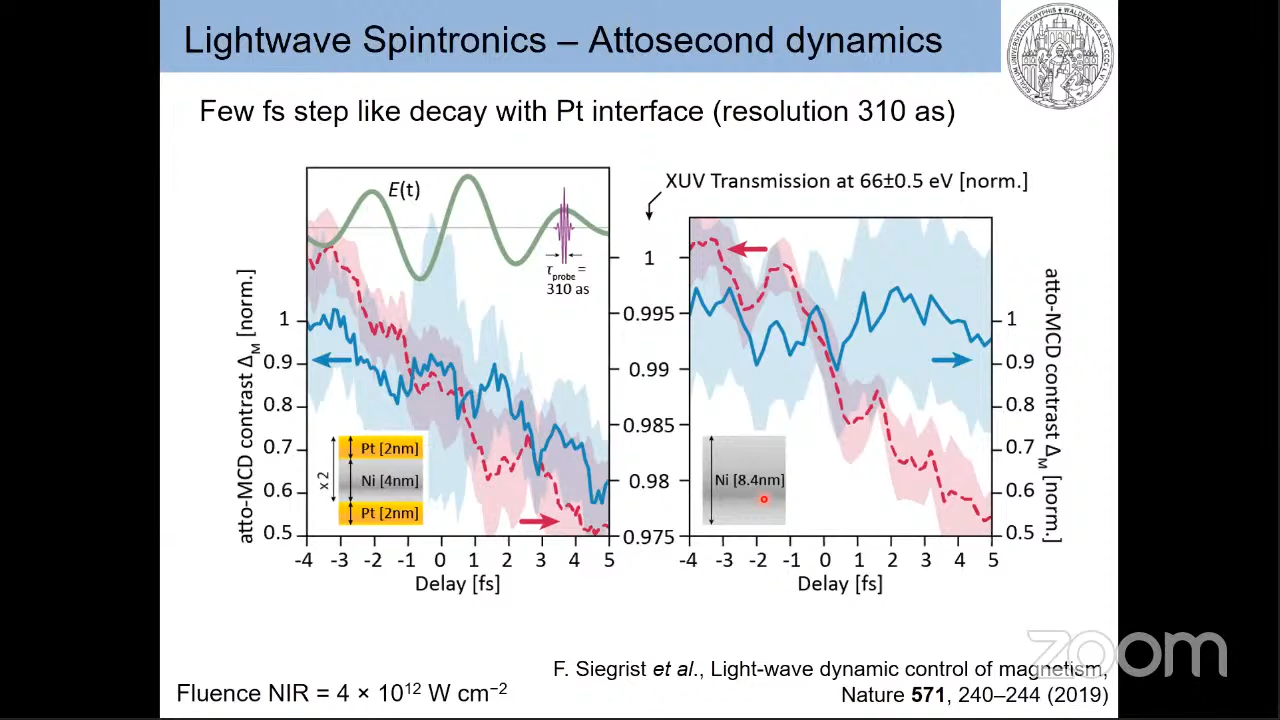 Lightwave Spintronics – Attosecond dynamics
Few fs step like decay with Pt interface (resolution 310 as)
XUV Transmission at 66±0.5 eV [norm.]
E(t)
τprobe =
310 as
atto-MCD contrast ΔM [norm.]
1
0.9
0.8
0.7
0.6
0.5
x 2
Pt [2nm]
Ni [4nm]
Pt [2nm]
-4 -3 -2 -1 0 1 2 3 4 5
Delay [fs]
1
0.995
0.99
0.985
0.98
0.975
Ni [8.4nm]
-4 -3 -2 -1 0 1 2 3 4 5
Delay [fs]
1
0.9
0.8
0.7
0.6
0.5
atto-MCD contrast ΔM [norm.]
zoom
F. Siegrist et al., Light-wave dynamic control of magnetism,
Nature 571, 240–244 (2019)
Fluence NIR = 4 × 10¹² W cm⁻²